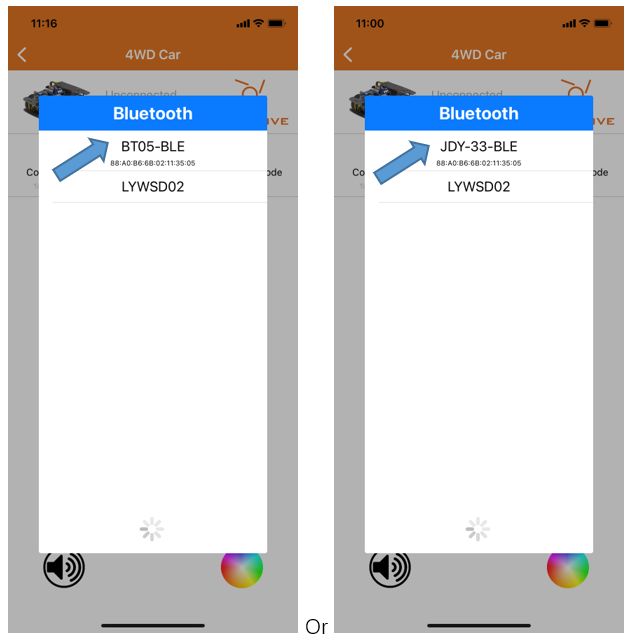 11:16
4WD Car
Unconnected
Bluetooth
BT05-BLE
88:A0:B6:6B:02:11:35:05
LYWSD02
Or
11:00
4WD Car
Unconnected
Bluetooth
JDY-33-BLE
88:A0:B6:6B:02:11:35:05
LYWSD02